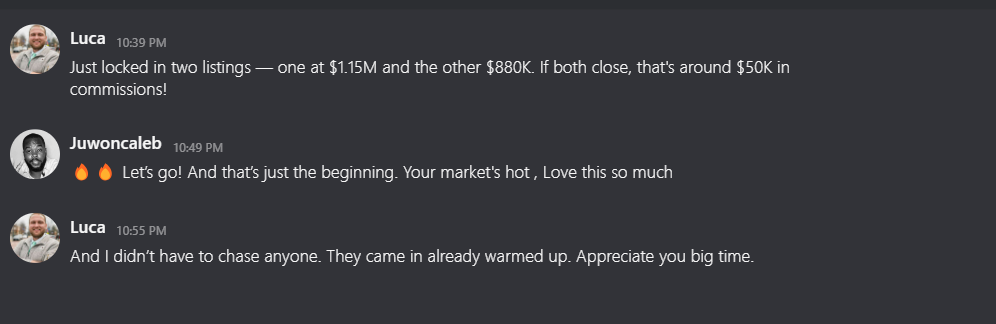 Luca 10:39 PM
Just locked in two listings — one at $1.15M and the other $880K. If both close, that's around $50K in
commissions!
Juwoncaleb 10:49 PM
🔥 🔥 Let’s go! And that’s just the beginning. Your market's hot , Love this so much
Luca 10:55 PM
And I didn’t have to chase anyone. They came in already warmed up. Appreciate you big time.